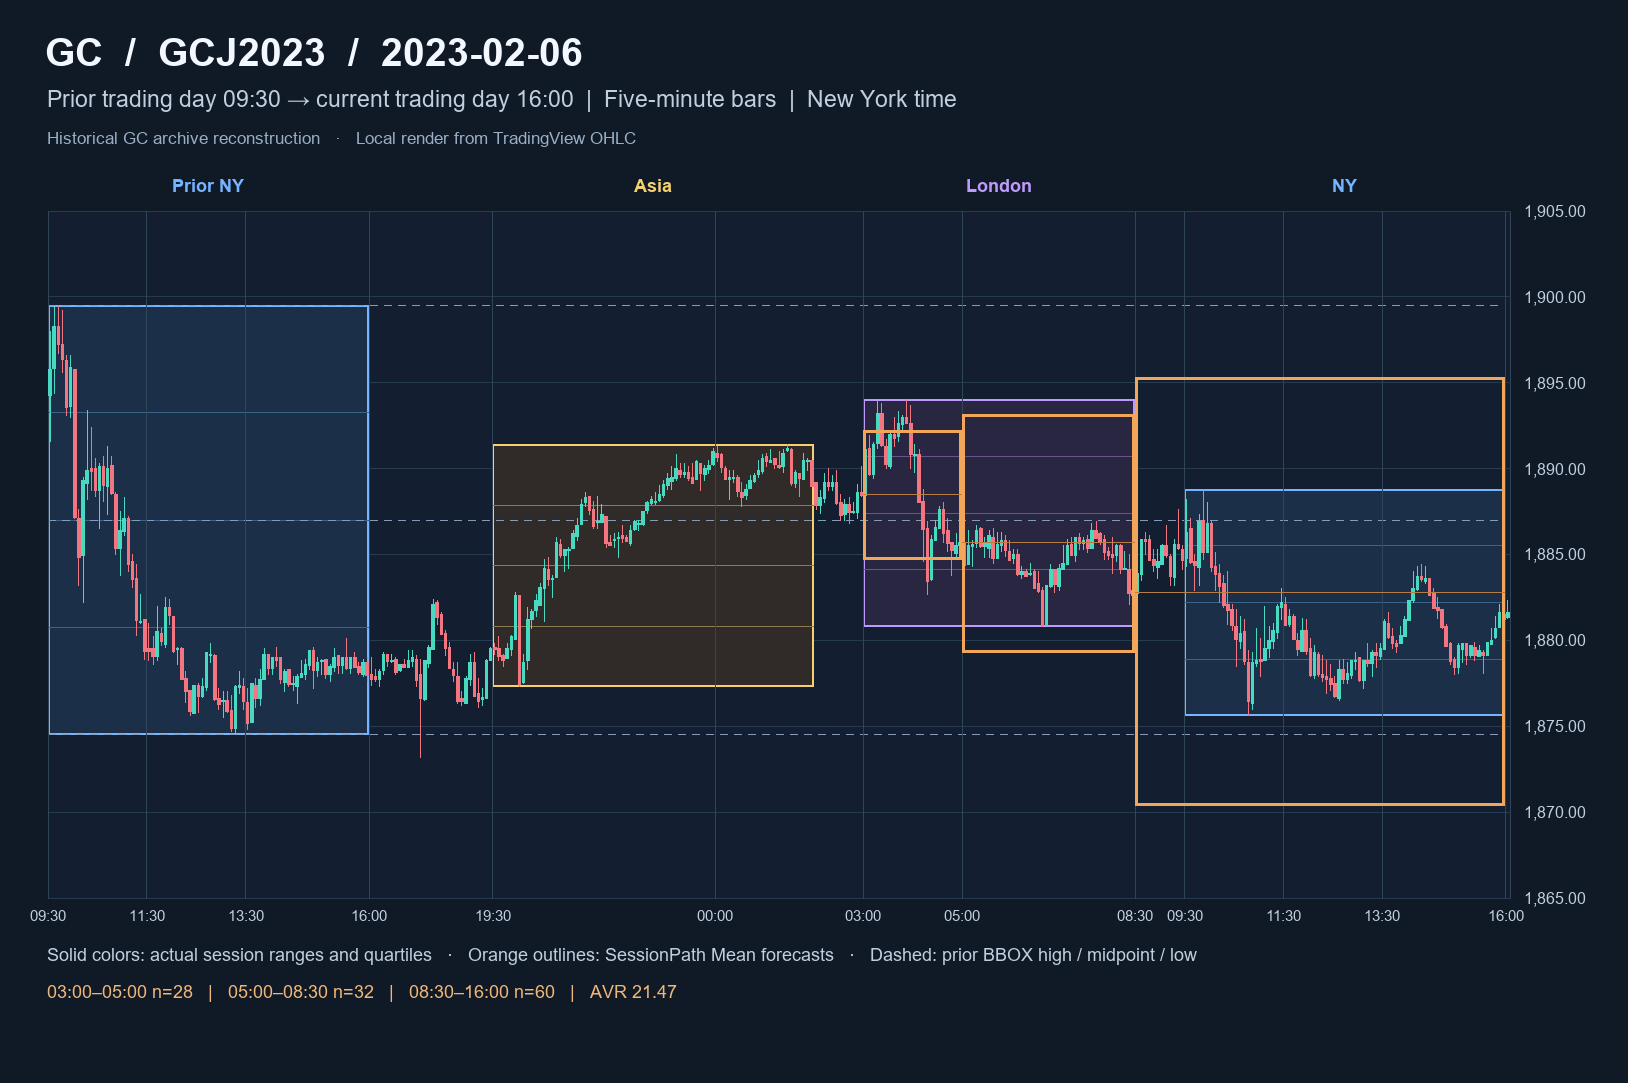 GC / GCJ2023 / 2023-02-06
Prior trading day 09:30 → current trading day 16:00 | Five-minute bars | New York time
Historical GC archive reconstruction · Local render from TradingView OHLC
Prior NY Asia London NY
1,905.00
1,900.00
1,895.00
1,890.00
1,885.00
1,880.00
1,875.00
1,870.00
1,865.00
09:30 11:30 13:30 16:00 19:30 00:00 03:00 05:00 08:30 09:30 11:30 13:30 16:00
Solid colors: actual session ranges and quartiles · Orange outlines: SessionPath Mean forecasts · Dashed: prior BBOX high / midpoint / low
03:00–05:00 n=28 | 05:00–08:30 n=32 | 08:30–16:00 n=60 | AVR 21.47